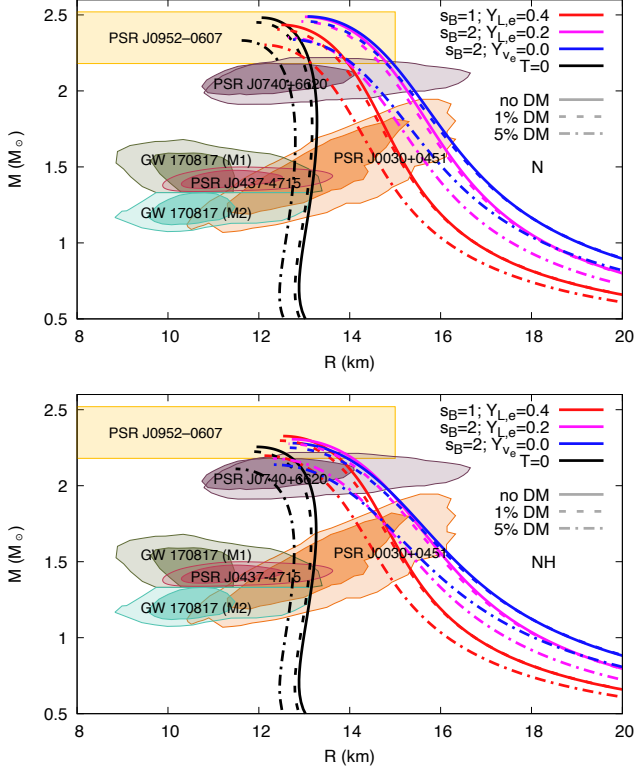 2.5
2
1.5
1
0.5
M (M☉)
8 10 12 14 16 18 20
R (km)
PSR J0952−0607
PSR J0740+6620
PSR J0030+0451
GW 170817 (M1)
PSR J0437-4715
GW 170817 (M2)
s_B=1; Y_L,e=0.4
s_B=2; Y_L,e=0.2
s_B=2; Y_νe=0.0
T=0
no DM
1% DM
5% DM
N
2.5
2
1.5
1
0.5
M (M☉)
8 10 12 14 16 18 20
R (km)
PSR J0952−0607
PSR J0740+6620
PSR J0030+0451
GW 170817 (M1)
PSR J0437-4715
GW 170817 (M2)
s_B=1; Y_L,e=0.4
s_B=2; Y_L,e=0.2
s_B=2; Y_νe=0.0
T=0
no DM
1% DM
5% DM
NH